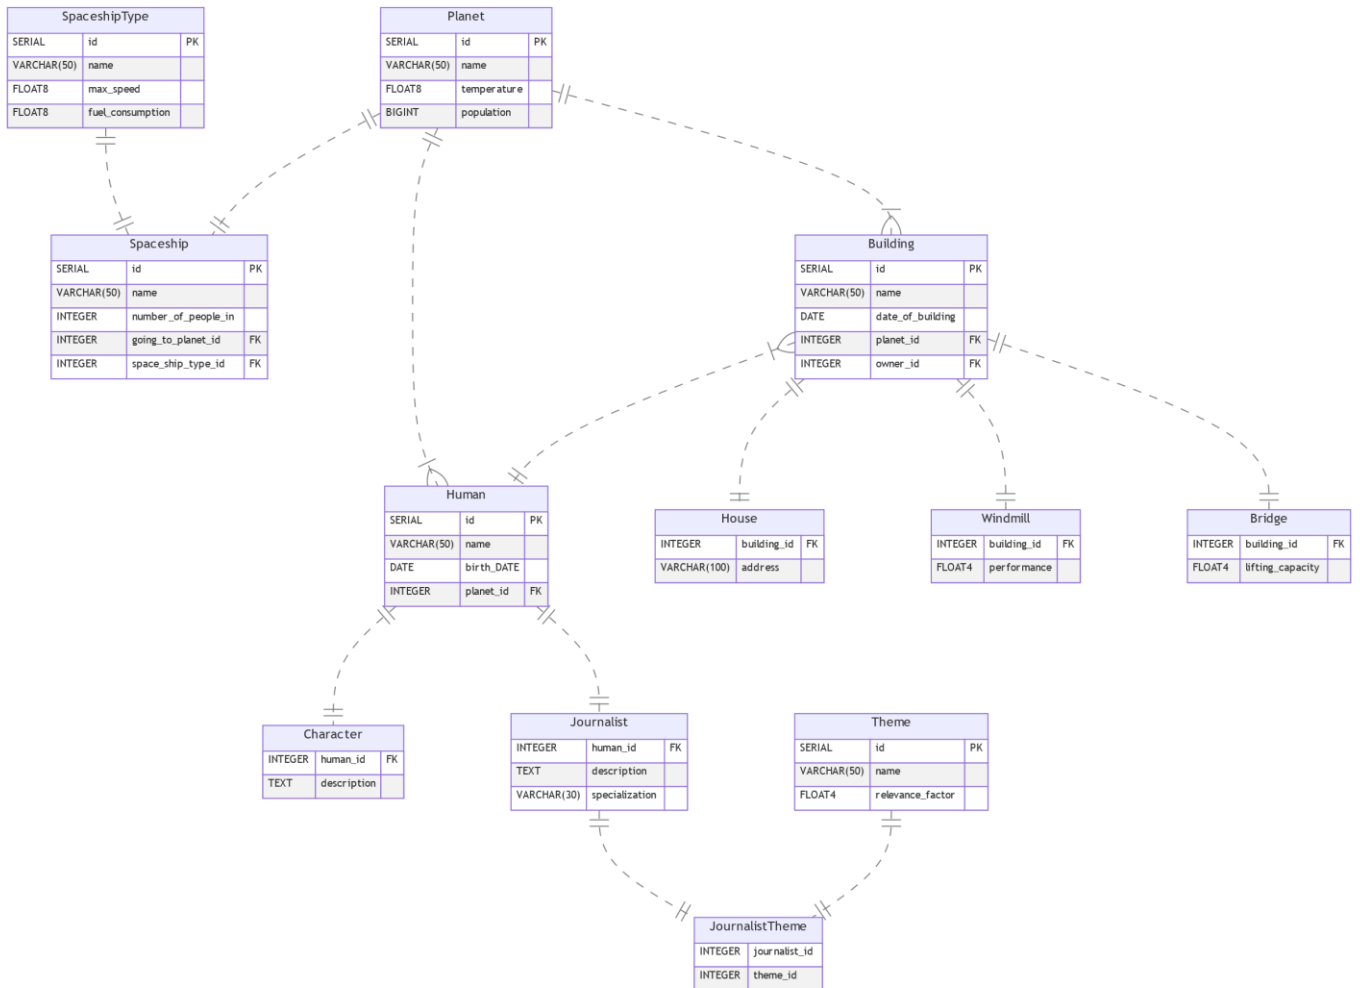 SpaceshipType
SERIAL id PK
VARCHAR(50) name
FLOAT8 max_speed
FLOAT8 fuel_consumption
Planet
SERIAL id PK
VARCHAR(50) name
FLOAT8 temperature
BIGINT population
Spaceship
SERIAL id PK
VARCHAR(50) name
INTEGER number_of_people_in
INTEGER going_to_planet_id FK
INTEGER space_ship_type_id FK
Building
SERIAL id PK
VARCHAR(50) name
DATE date_of_building
INTEGER planet_id FK
INTEGER owner_id FK
Human
SERIAL id PK
VARCHAR(50) name
DATE birth_DATE
INTEGER planet_id FK
House
INTEGER building_id FK
VARCHAR(100) address
Windmill
INTEGER building_id FK
FLOAT4 performance
Bridge
INTEGER building_id FK
FLOAT4 lifting_capacity
Character
INTEGER human_id FK
TEXT description
Journalist
INTEGER human_id FK
TEXT description
VARCHAR(30) specialization
Theme
SERIAL id PK
VARCHAR(50) name
FLOAT4 relevance_factor
JournalistTheme
INTEGER journalist_id
INTEGER theme_id